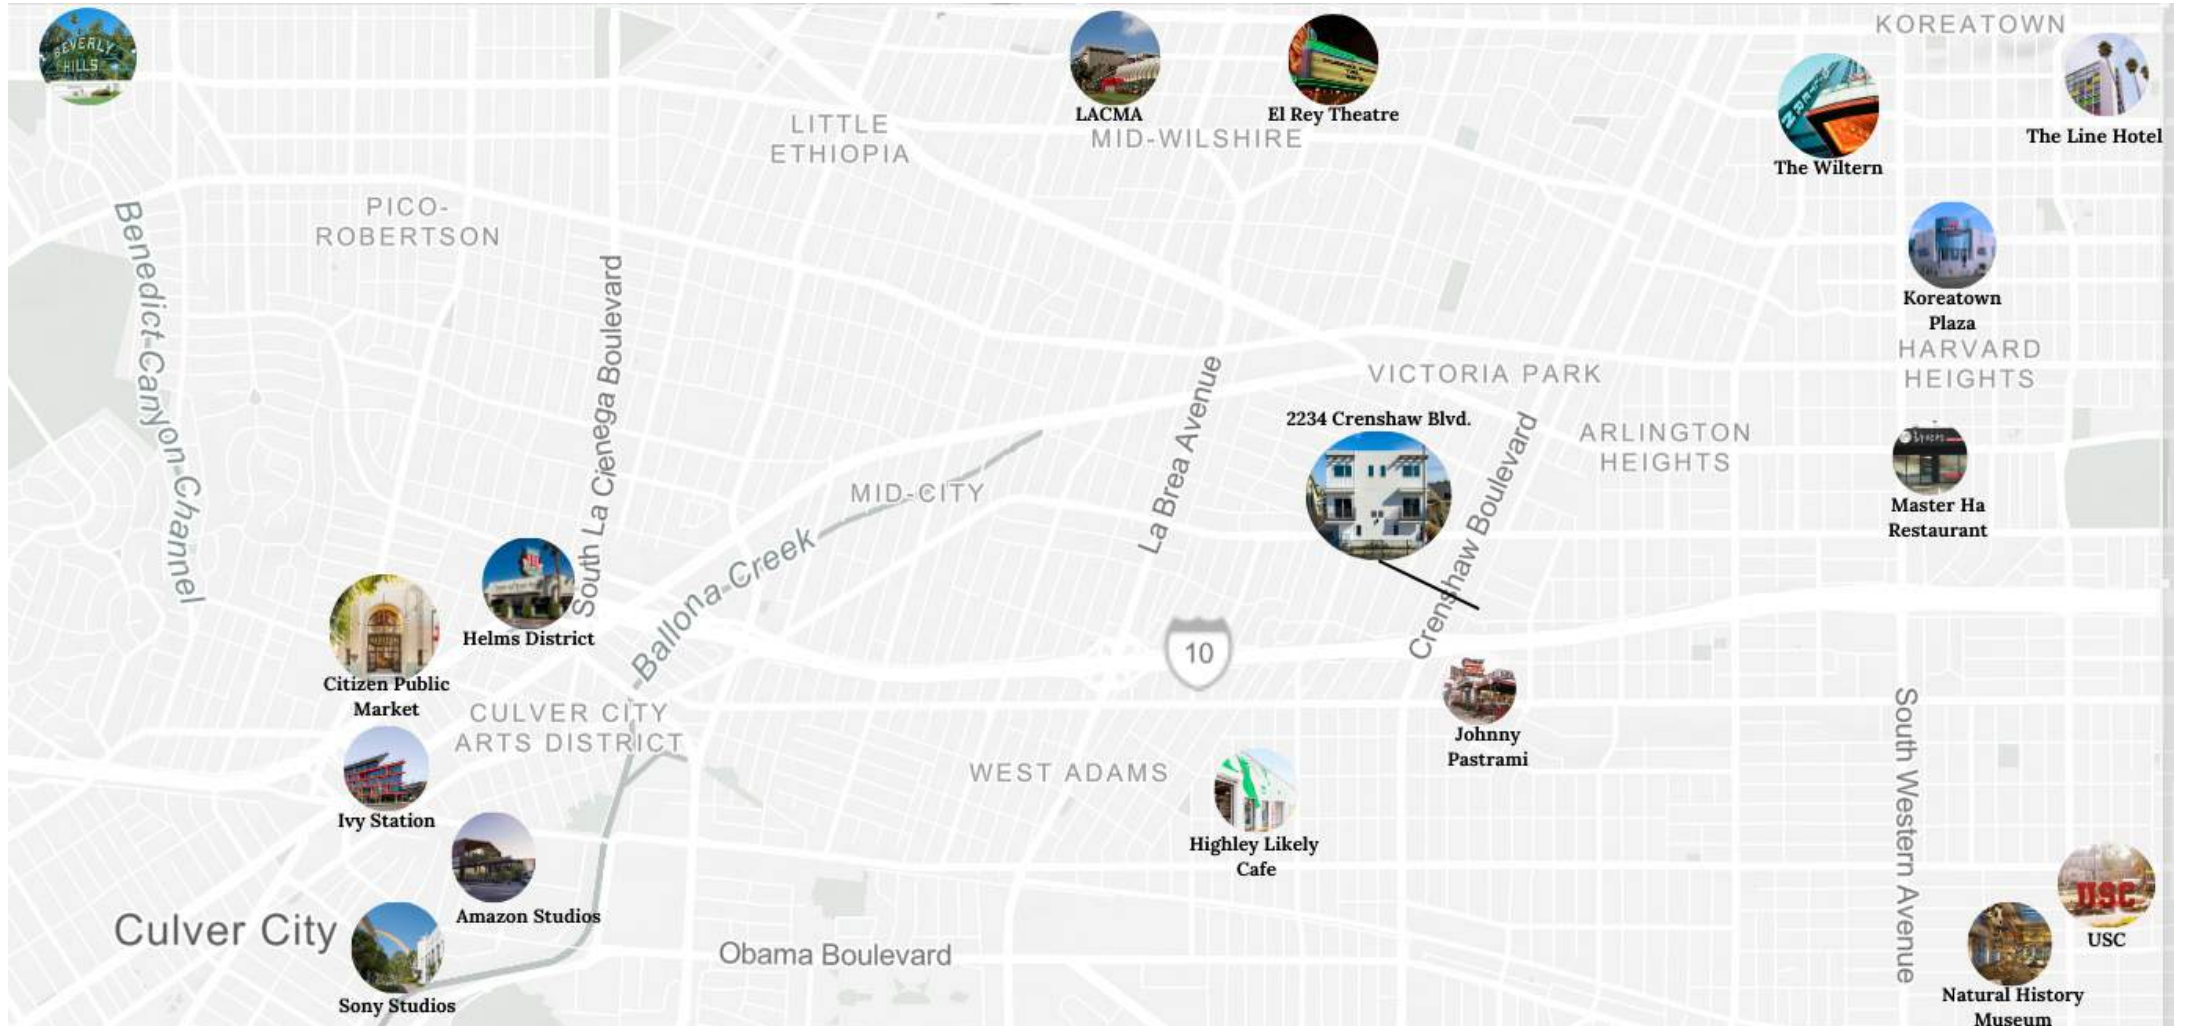 KOREATOWN
BEVERLY
HILLS
LACMA
El Rey Theatre
LITTLE
ETHIOPIA
MID-WILSHIRE
The Line Hotel
The Wiltern
PICO-
ROBERTSON
Benedict Canyon Channel
South La Cienega Boulevard
Koreatown
Plaza
HARVARD
HEIGHTS
VICTORIA PARK
La Brea Avenue
2234 Crenshaw Blvd.
Crenshaw Boulevard
ARLINGTON
HEIGHTS
MID-CITY
Master Ha
Restaurant
Ballona Creek
Helms District
10
Citizen Public
Market
CULVER CITY
ARTS DISTRICT
Johnny
Pastrami
WEST ADAMS
South Western Avenue
Ivy Station
Highley Likely
Cafe
Amazon Studios
Culver City
Obama Boulevard
USC
USC
Sony Studios
Natural History
Museum